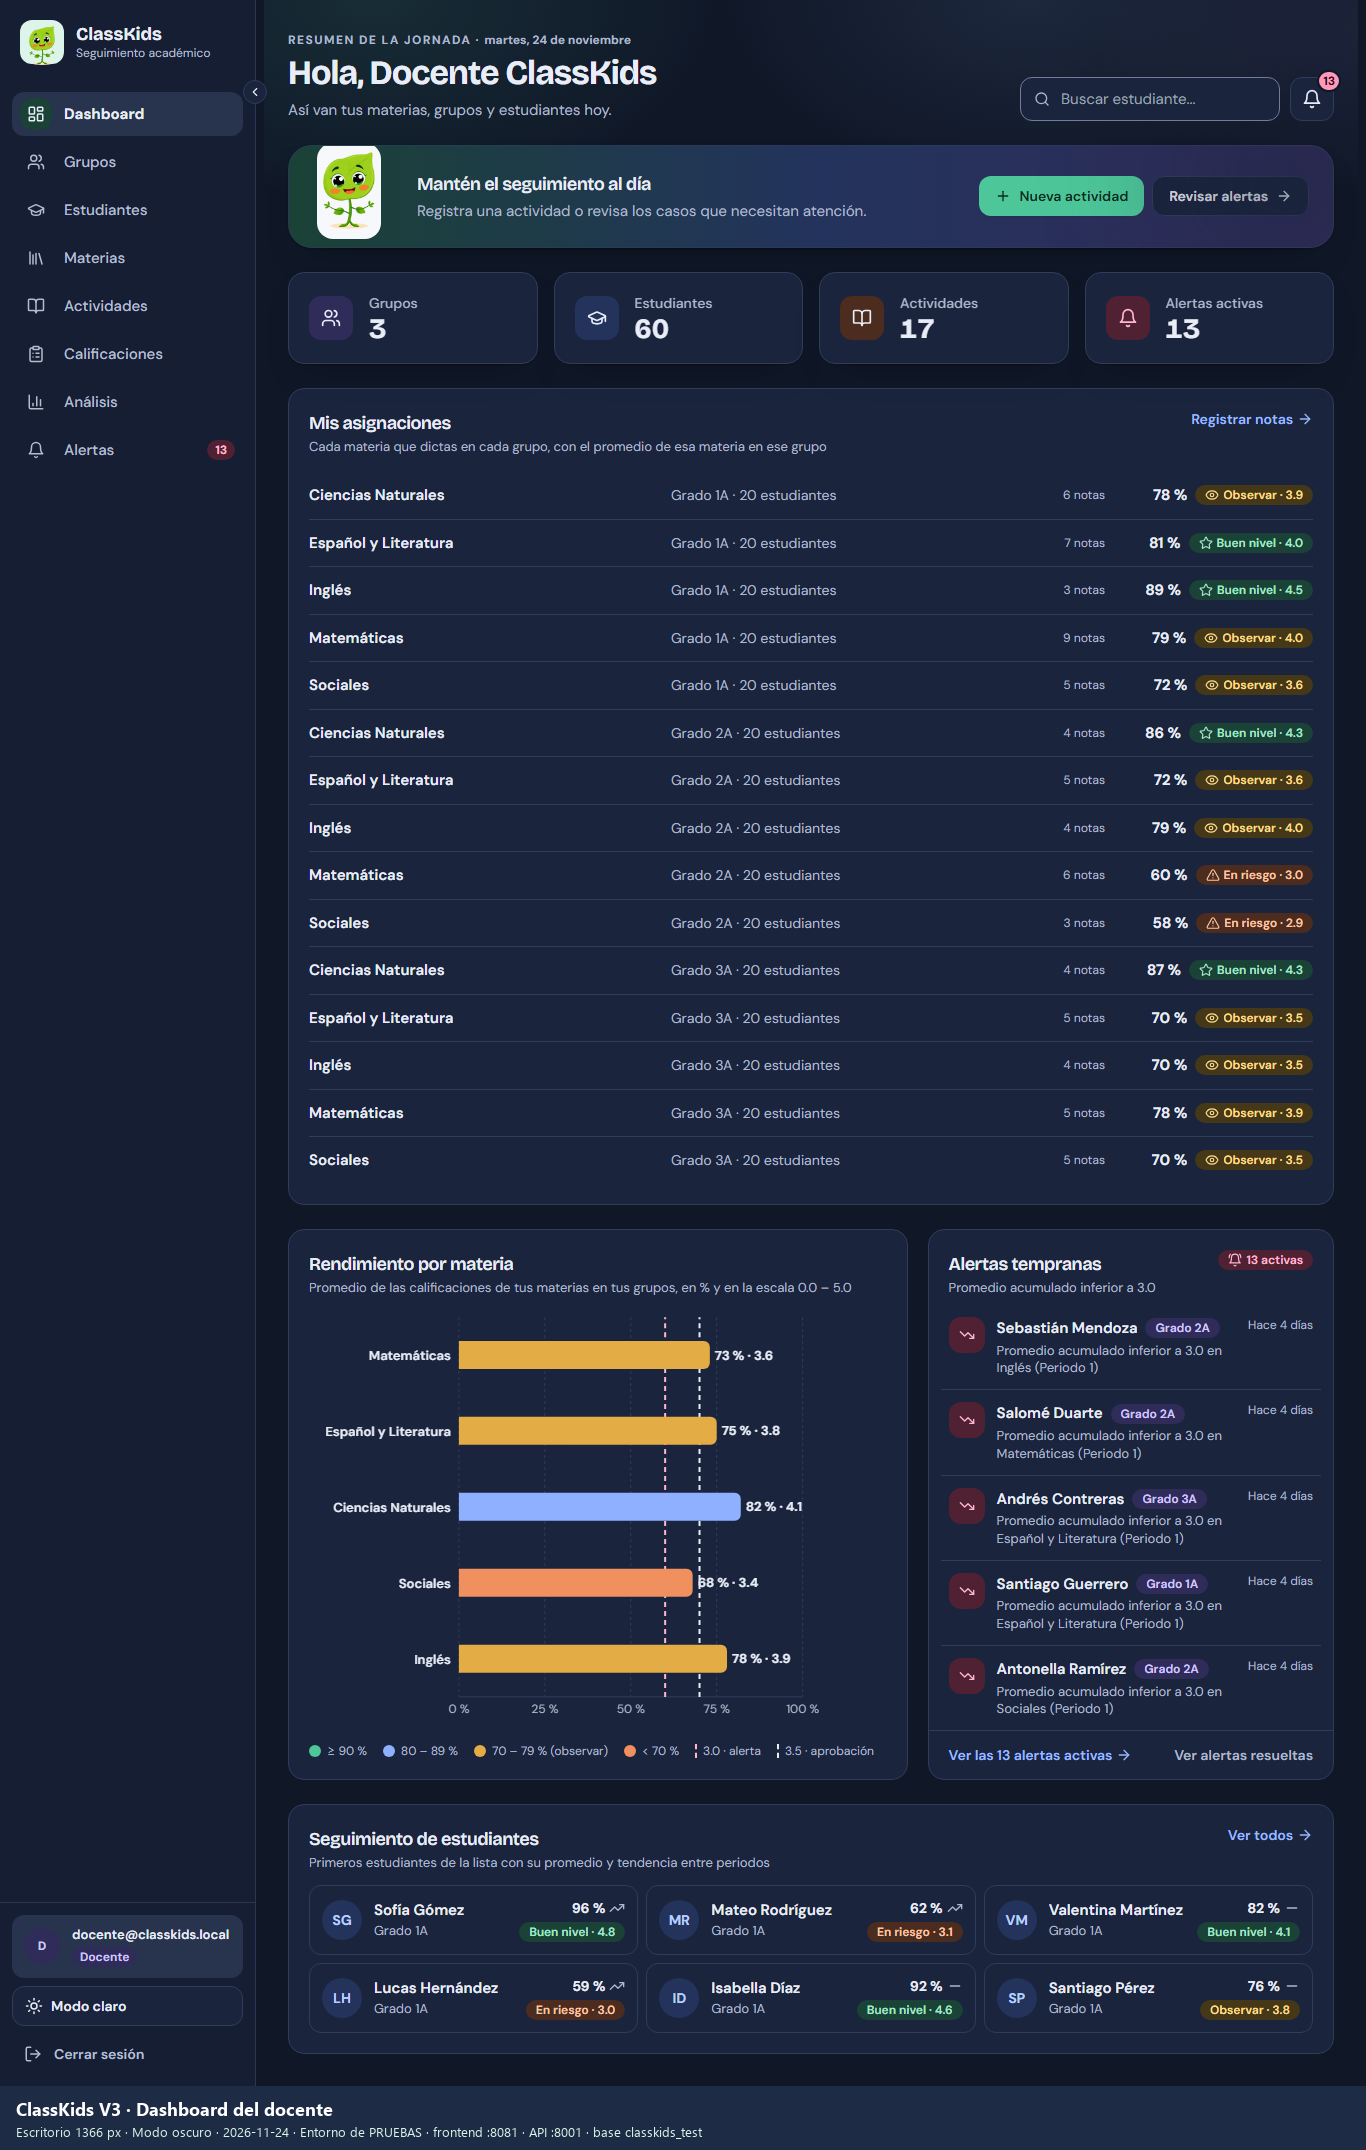 ClassKids
Seguimiento académico
Dashboard
Grupos
Estudiantes
Materias
Actividades
Calificaciones
Análisis
Alertas 13
RESUMEN DE LA JORNADA · martes, 24 de noviembre
Hola, Docente ClassKids
Así van tus materias, grupos y estudiantes hoy.
Buscar estudiante...
13
Mantén el seguimiento al día
Registra una actividad o revisa los casos que necesitan atención.
+ Nueva actividad
Revisar alertas →
Grupos
3
Estudiantes
60
Actividades
17
Alertas activas
13
Mis asignaciones
Registrar notas →
Cada materia que dictas en cada grupo, con el promedio de esa materia en ese grupo
Ciencias Naturales Grado 1A · 20 estudiantes 6 notas 78 % Observar · 3.9
Español y Literatura Grado 1A · 20 estudiantes 7 notas 81 % Buen nivel · 4.0
Inglés Grado 1A · 20 estudiantes 3 notas 89 % Buen nivel · 4.5
Matemáticas Grado 1A · 20 estudiantes 9 notas 79 % Observar · 4.0
Sociales Grado 1A · 20 estudiantes 5 notas 72 % Observar · 3.6
Ciencias Naturales Grado 2A · 20 estudiantes 4 notas 86 % Buen nivel · 4.3
Español y Literatura Grado 2A · 20 estudiantes 5 notas 72 % Observar · 3.6
Inglés Grado 2A · 20 estudiantes 4 notas 79 % Observar · 4.0
Matemáticas Grado 2A · 20 estudiantes 6 notas 60 % En riesgo · 3.0
Sociales Grado 2A · 20 estudiantes 3 notas 58 % En riesgo · 2.9
Ciencias Naturales Grado 3A · 20 estudiantes 4 notas 87 % Buen nivel · 4.3
Español y Literatura Grado 3A · 20 estudiantes 5 notas 70 % Observar · 3.5
Inglés Grado 3A · 20 estudiantes 4 notas 70 % Observar · 3.5
Matemáticas Grado 3A · 20 estudiantes 5 notas 78 % Observar · 3.9
Sociales Grado 3A · 20 estudiantes 5 notas 70 % Observar · 3.5
Rendimiento por materia
Promedio de las calificaciones de tus materias en tus grupos, en % y en la escala 0.0 – 5.0
Matemáticas 73 % · 3.6
Español y Literatura 75 % · 3.8
Ciencias Naturales 82 % · 4.1
Sociales 68 % · 3.4
Inglés 78 % · 3.9
0 % 25 % 50 % 75 % 100 %
≥ 90 % 80 – 89 % 70 – 79 % (observar) < 70 % 3.0 · alerta 3.5 · aprobación
Alertas tempranas
13 activas
Promedio acumulado inferior a 3.0
Sebastián Mendoza Grado 2A Hace 4 días
Promedio acumulado inferior a 3.0 en
Inglés (Periodo 1)
Salomé Duarte Grado 2A Hace 4 días
Promedio acumulado inferior a 3.0 en
Matemáticas (Periodo 1)
Andrés Contreras Grado 3A Hace 4 días
Promedio acumulado inferior a 3.0 en
Español y Literatura (Periodo 1)
Santiago Guerrero Grado 1A Hace 4 días
Promedio acumulado inferior a 3.0 en
Español y Literatura (Periodo 1)
Antonella Ramírez Grado 2A Hace 4 días
Promedio acumulado inferior a 3.0 en
Sociales (Periodo 1)
Ver las 13 alertas activas → Ver alertas resueltas
Seguimiento de estudiantes
Ver todos →
Primeros estudiantes de la lista con su promedio y tendencia entre periodos
SG Sofía Gómez 96 %
Grado 1A Buen nivel · 4.8
MR Mateo Rodríguez 62 %
Grado 1A En riesgo · 3.1
VM Valentina Martínez 82 % —
Grado 1A Buen nivel · 4.1
LH Lucas Hernández 59 %
Grado 1A En riesgo · 3.0
ID Isabella Díaz 92 % —
Grado 1A Buen nivel · 4.6
SP Santiago Pérez 76 % —
Grado 1A Observar · 3.8
D docente@classkids.local
Docente
Modo claro
Cerrar sesión
ClassKids V3 · Dashboard del docente
Escritorio 1366 px · Modo oscuro · 2026-11-24 · Entorno de PRUEBAS · frontend :8081 · API :8001 · base classkids_test